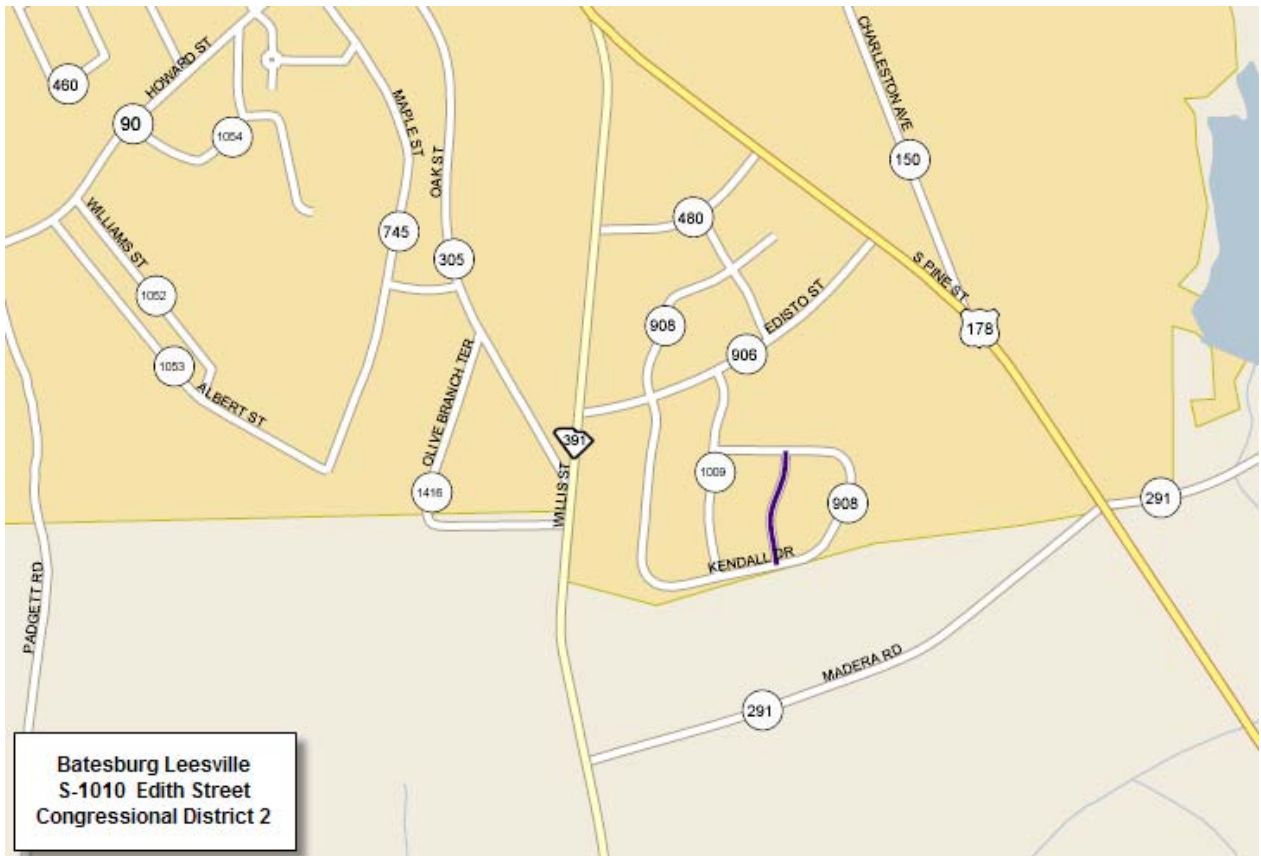 460
HOWARD ST
90
1054
MAPLE ST
OAK ST
CHARLESTON AVE
150
WILLIAMS ST
745
305
480
1052
S PINE ST
178
EDISTO ST
908
906
1053
ALBERT ST
OLIVE BRANCH TER
391
1009
1416
WILLIS ST
908
291
KENDALL DR
PADGETT RD
MADERA RD
291
Batesburg Leesville
S-1010 Edith Street
Congressional District 2